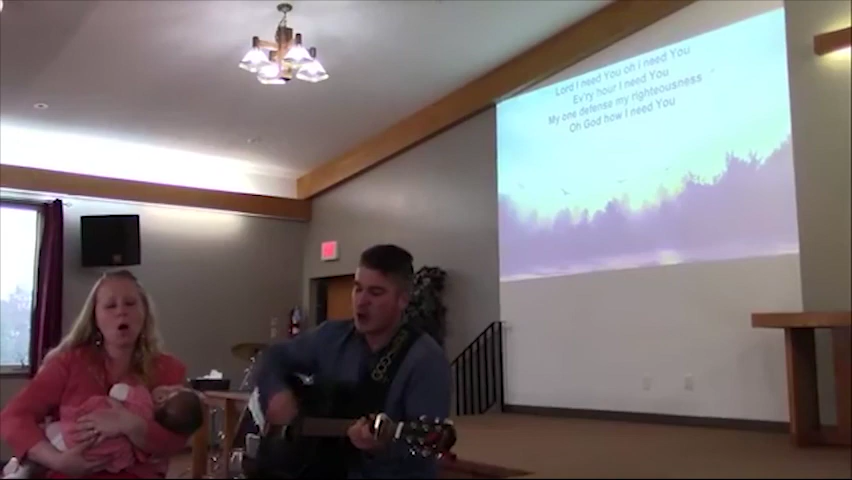 Lord I need You oh I need You
Ev'ry hour I need You
My one defense my righteousness
Oh God how I need You